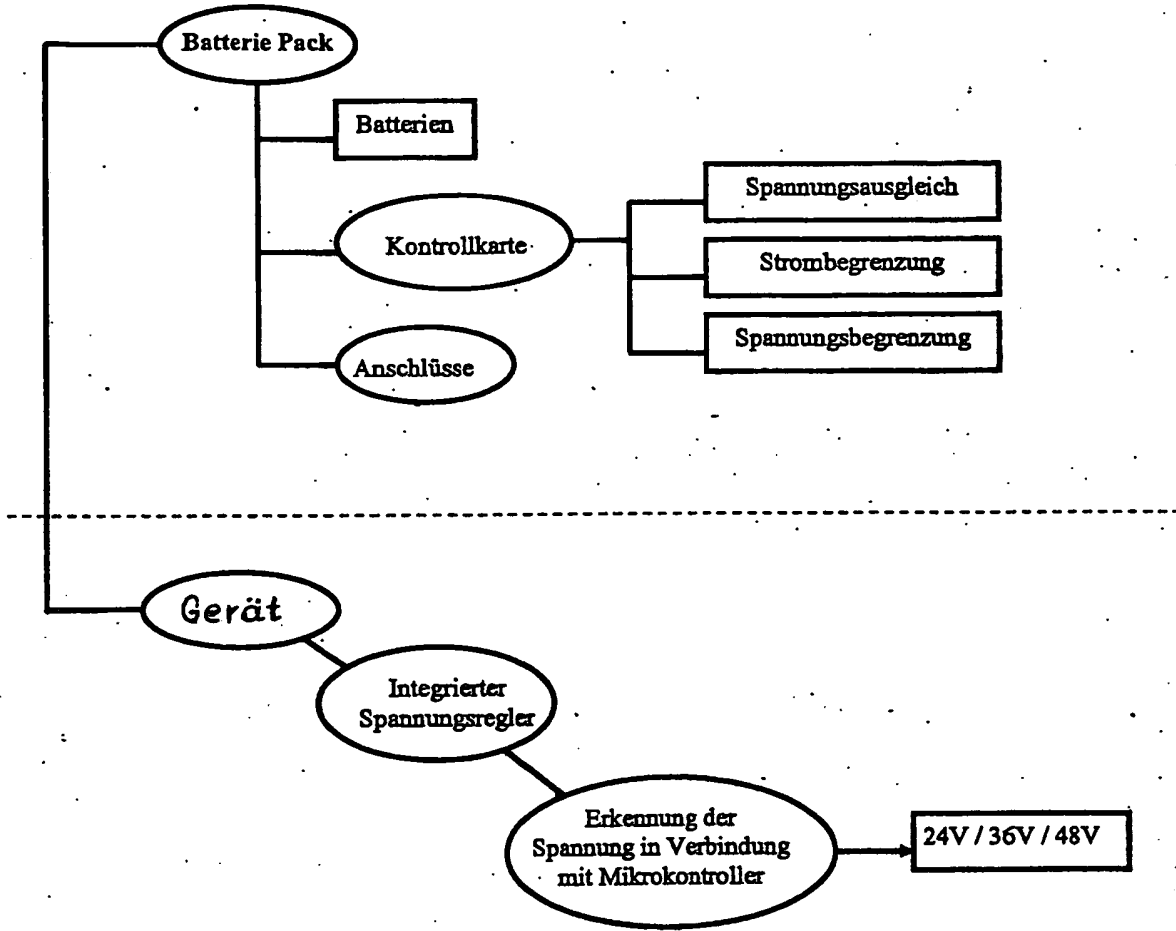 Batterie Pack
Batterien
Kontrollkarte
Anschlüsse
Spannungsausgleich
Strombegrenzung
Spannungsbegrenzung
Gerät
Integrierter
Spannungsregler
Erkennung der
Spannung in Verbindung
mit Mikrokontroller
24V / 36V / 48V